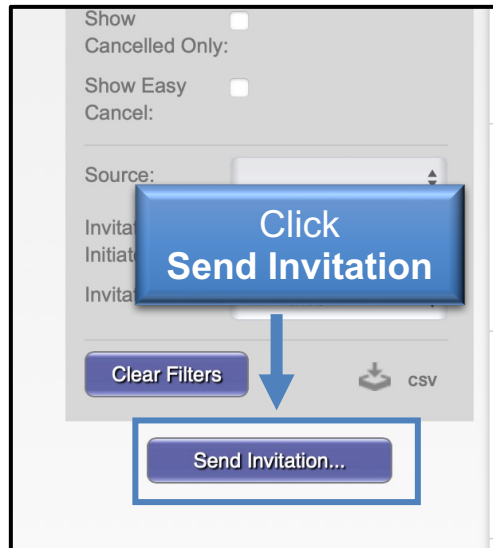 Show
Cancelled Only:
Show Easy
Cancel:
Source:
Click
Send Invitation
Clear Filters
CSV
Send Invitation...